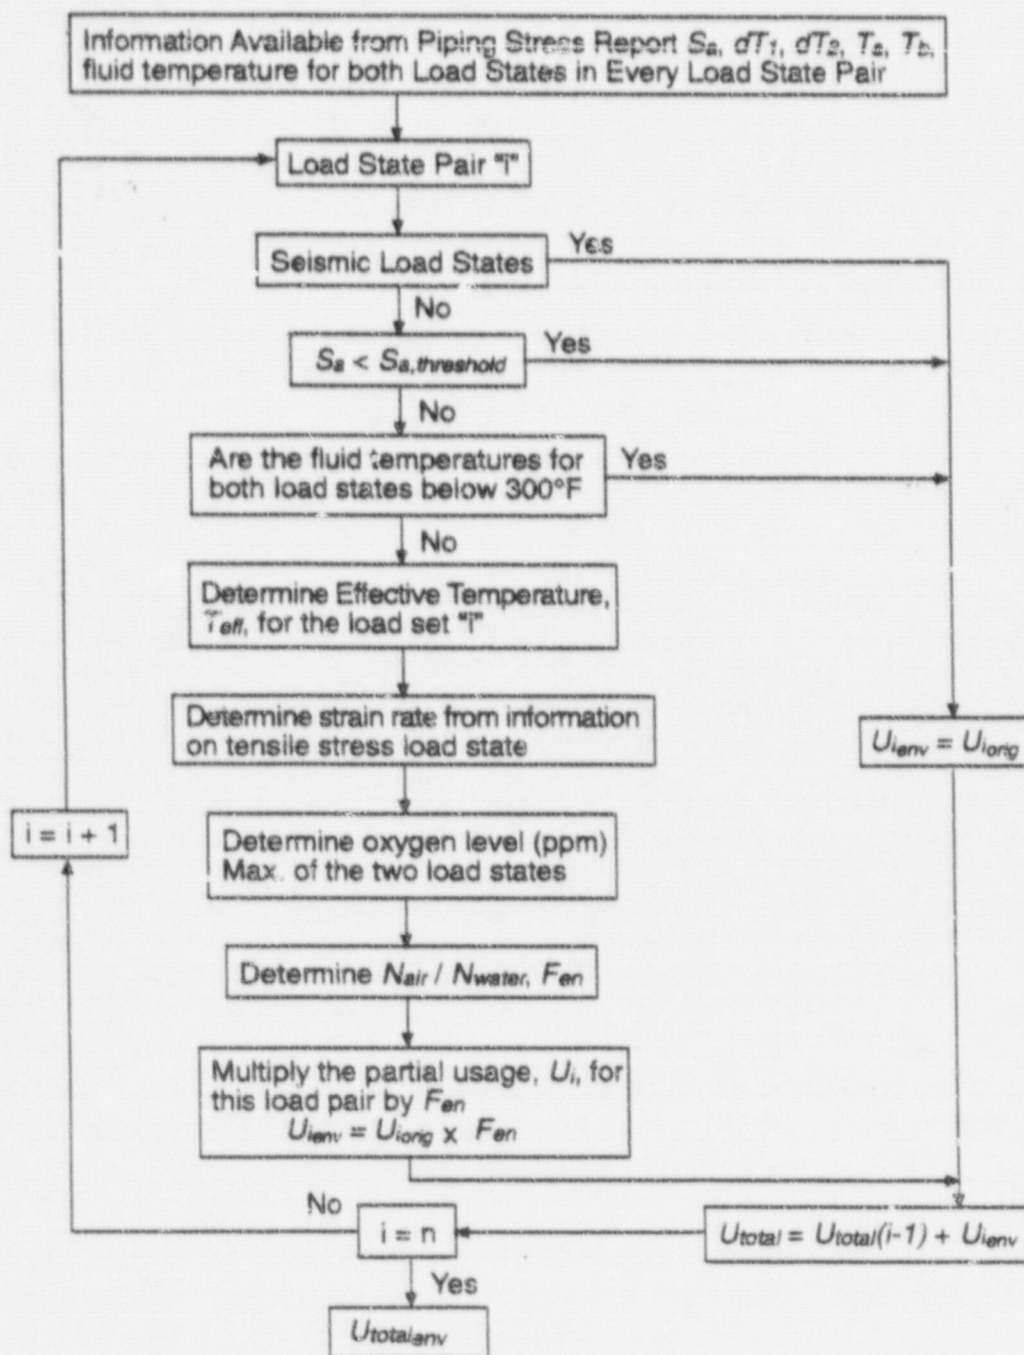 Information Available from Piping Stress Report Sa, dT1, dT2, Ta, Tb,
fluid temperature for both Load States in Every Load State Pair
Load State Pair "i"
Seismic Load States
Yes
No
Sa < Sa,threshold
Yes
No
Are the fluid temperatures for
both load states below 300°F
Yes
No
Determine Effective Temperature,
Teff, for the load set "i"
Determine strain rate from information
on tensile stress load state
Uienv = Uiorig
i = i + 1
Determine oxygen level (ppm)
Max. of the two load states
Determine Nair / Nwater, Fen
Multiply the partial usage, Ui, for
this load pair by Fen
Uienv = Uiorig x Fen
No
i = n
Utotal = Utotal(i-1) + Uienv
Yes
Utotalenv